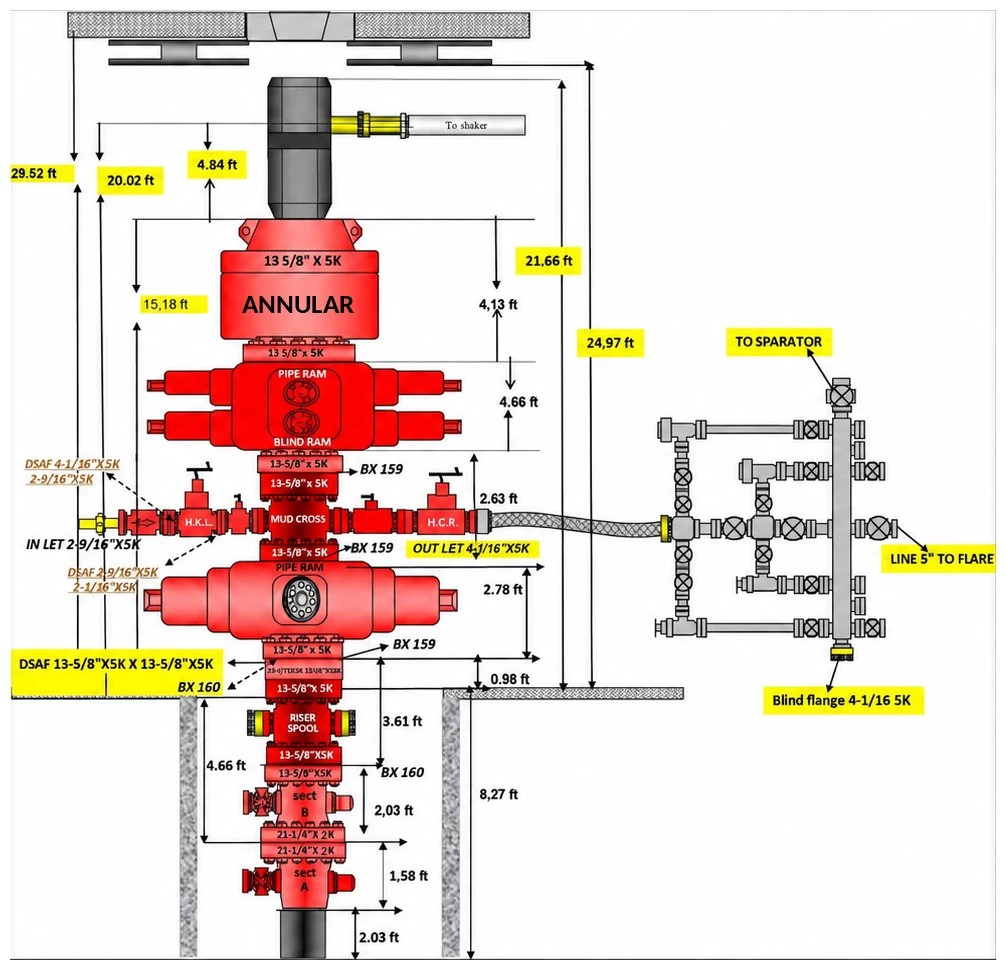 To shaker
29.52 ft
20.02 ft
4.84 ft
13 5/8" X 5K
21,66 ft
ANNULAR
15,18 ft
4,13 ft
24,97 ft
TO SPARATOR
13 5/8"x 5K
PIPE RAM
4.66 ft
BLIND RAM
DSAF 4-1/16"X5K
2-9/16"X5K
13-5/8"x 5K
BX 159
13-5/8"x 5K
2.63 ft
H.K.L.
MUD CROSS
H.C.R.
IN LET 2-9/16"X5K
13-5/8"x 5K
BX 159
OUT LET 4-1/16"X5K
LINE 5" TO FLARE
PIPE RAM
DSAF 2-9/16"X5K
2-1/16"X5K
2.78 ft
13-5/8"x 5K
BX 159
DSAF 13-5/8"X5K X 13-5/8"X5K
0.98 ft
BX 160
13-5/8"x 5K
Blind flange 4-1/16 5K
RISER
SPOOL
3.61 ft
13-5/8"X5K
4.66 ft
13-5/8"X5K
BX 160
8,27 ft
sect
B
2,03 ft
21-1/4"X 2K
21-1/4"X 2K
sect
A
1,58 ft
2.03 ft